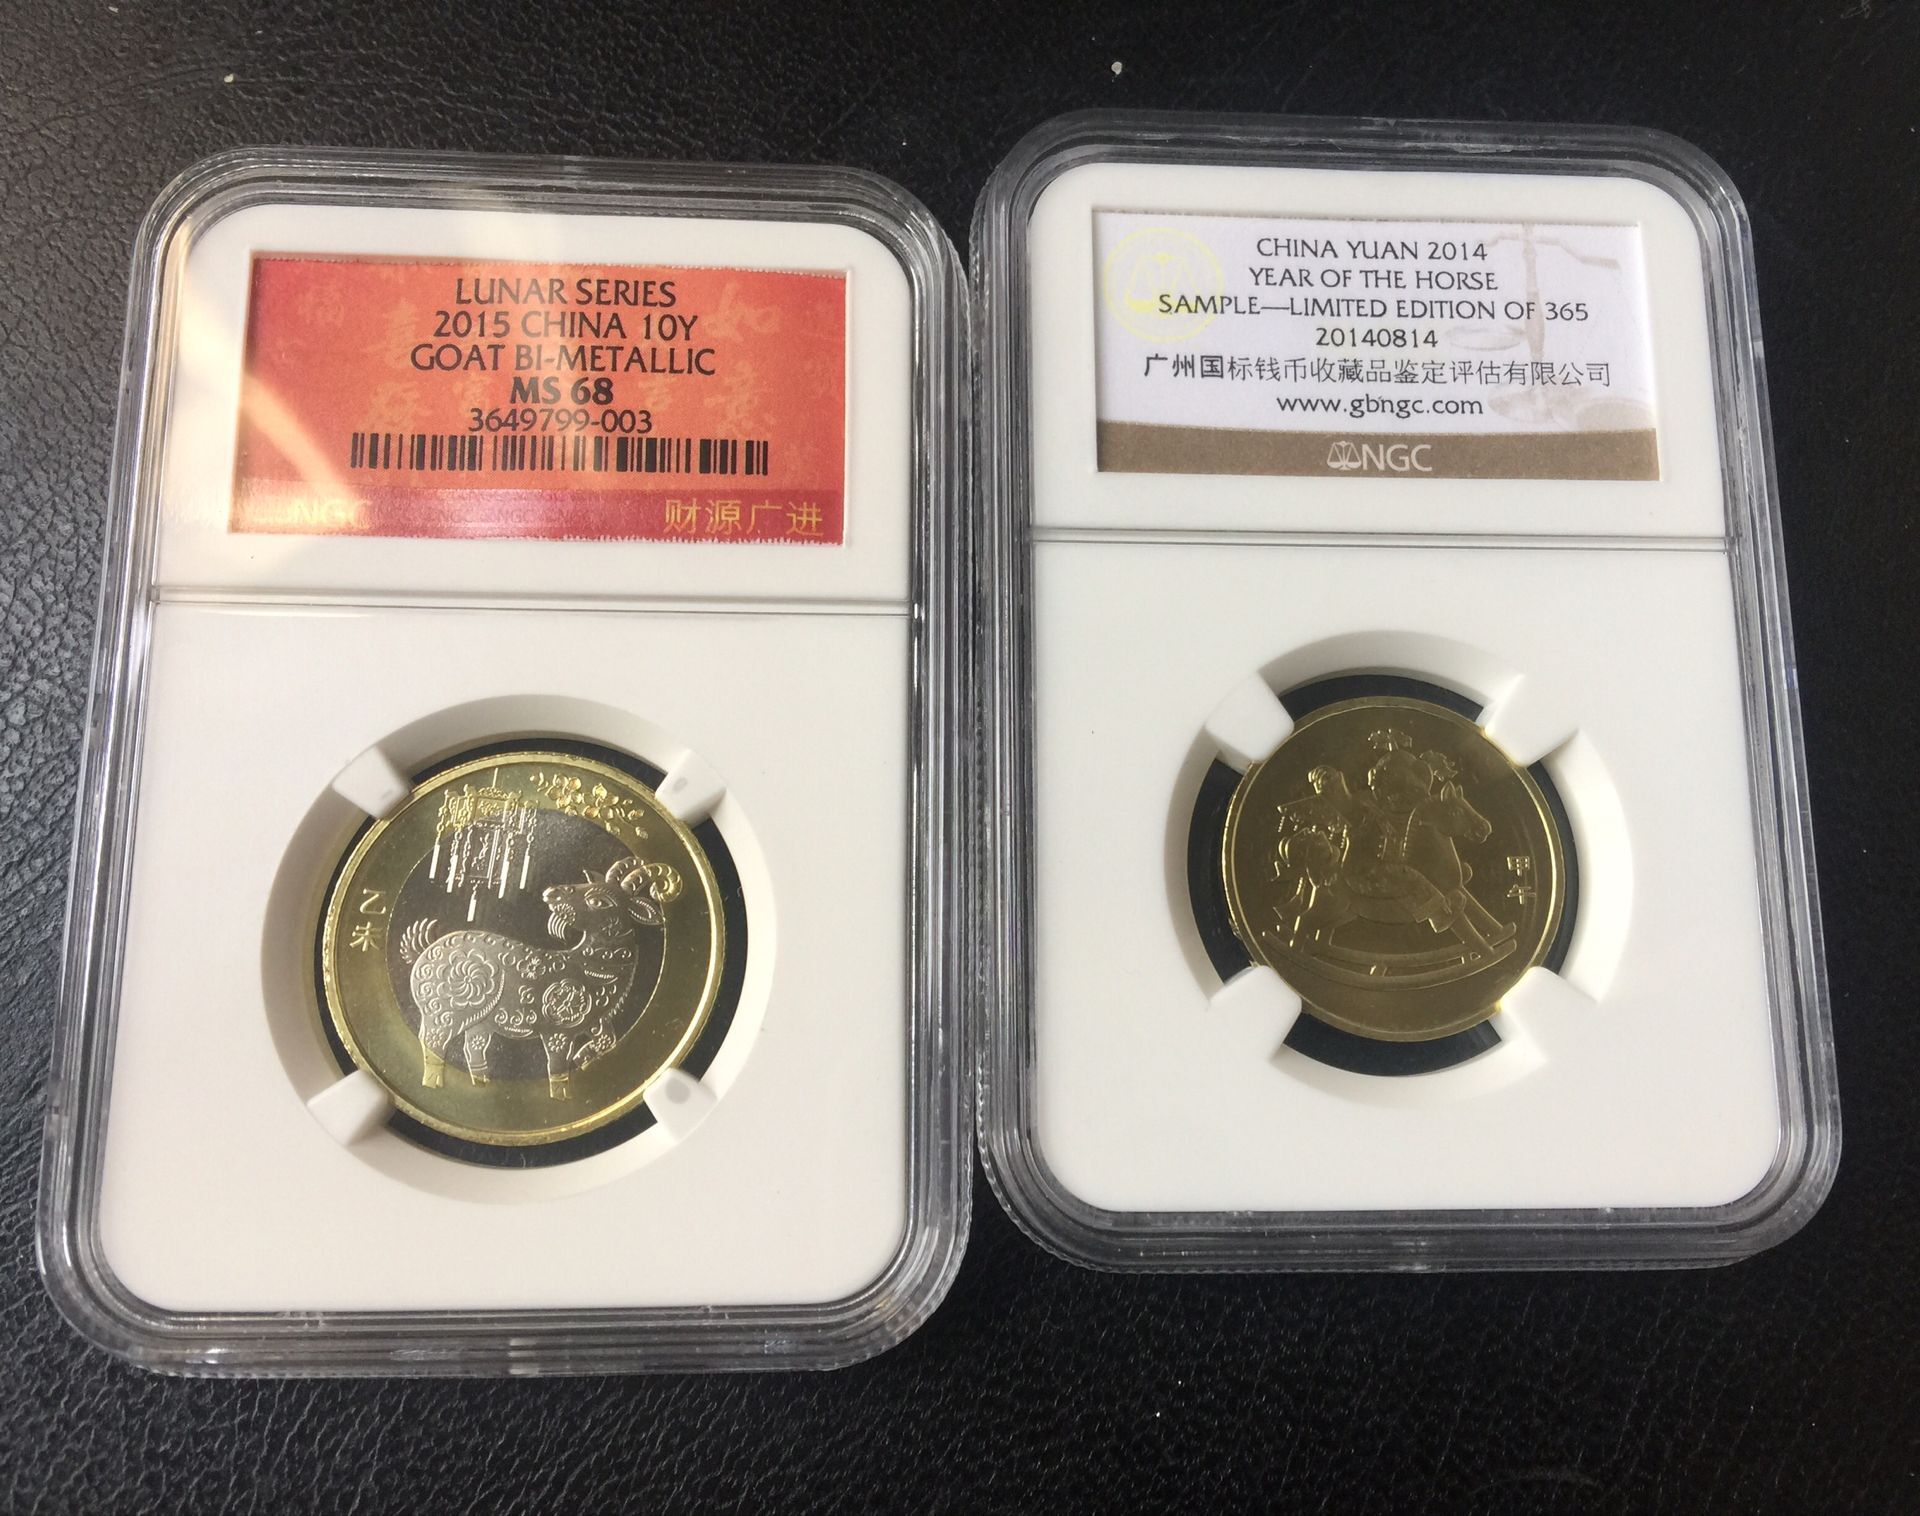 LUNAR SERIES
2015 CHINA 10Y
GOAT BI-METALLIC
MS 68
3649799-003
NGC
财源广进
乙未
CHINA YUAN 2014
YEAR OF THE HORSE
SAMPLE—LIMITED EDITION OF 365
20140814
广州国标钱币收藏品鉴定评估有限公司
www.gbngc.com
NGC
甲午